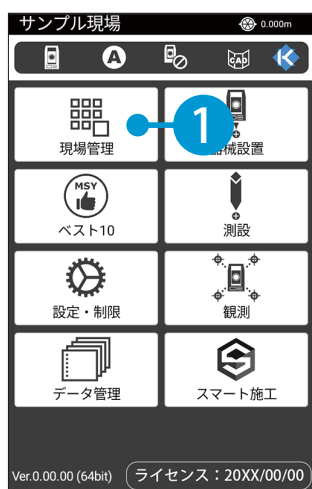 サンプル現場
0.000m
A
CAD
現場管理
1
器械設置
MSY
ベスト10
測設
設定・制限
観測
データ管理
スマート施工
Ver.0.00.00 (64bit)
ライセンス：20XX/00/00